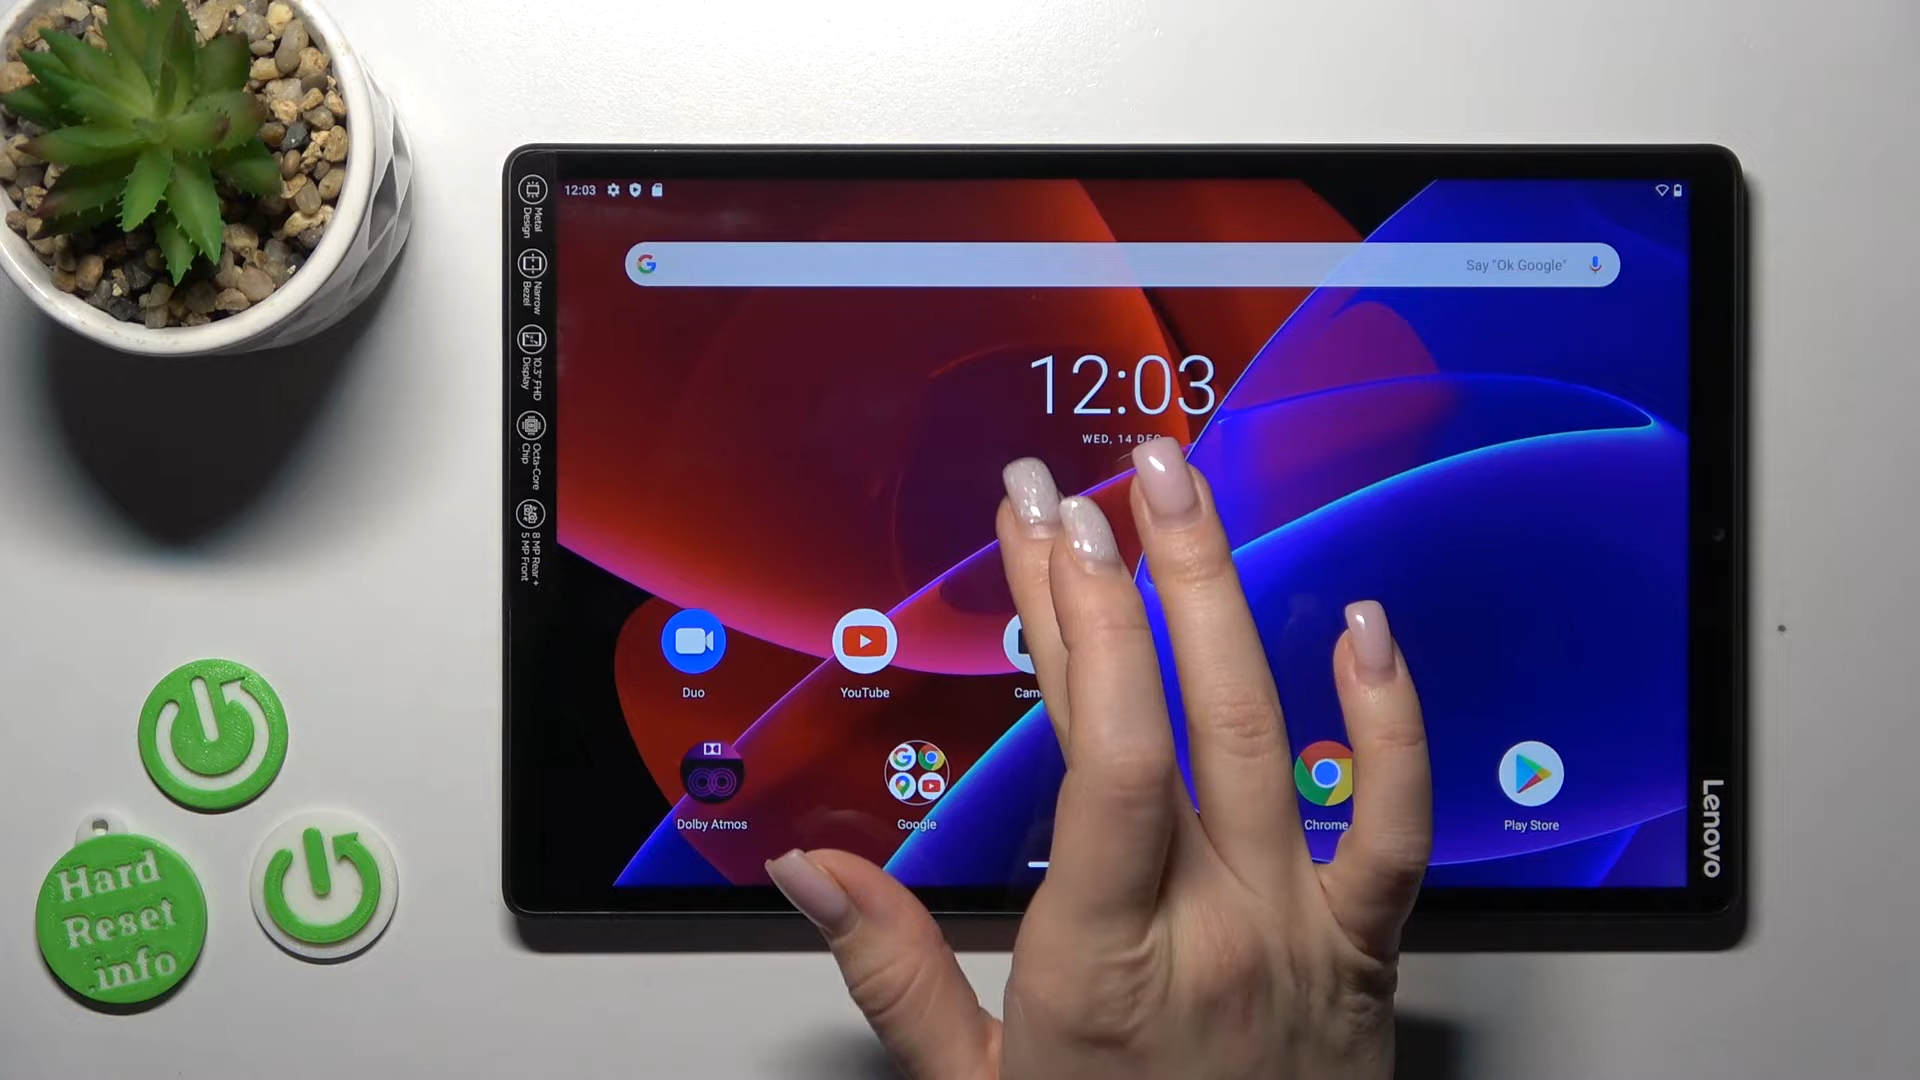 Metal
Design
Narrow
Bezel
10.3" FHD
Display
Octa-Core
Chip
8 MP Rear +
5 MP Front
12:03
Say "Ok Google"
12:03
WED, 14 DEC
Duo
YouTube
Dolby Atmos
Google
Chrome
Play Store
Lenovo
Hard
Reset
.info